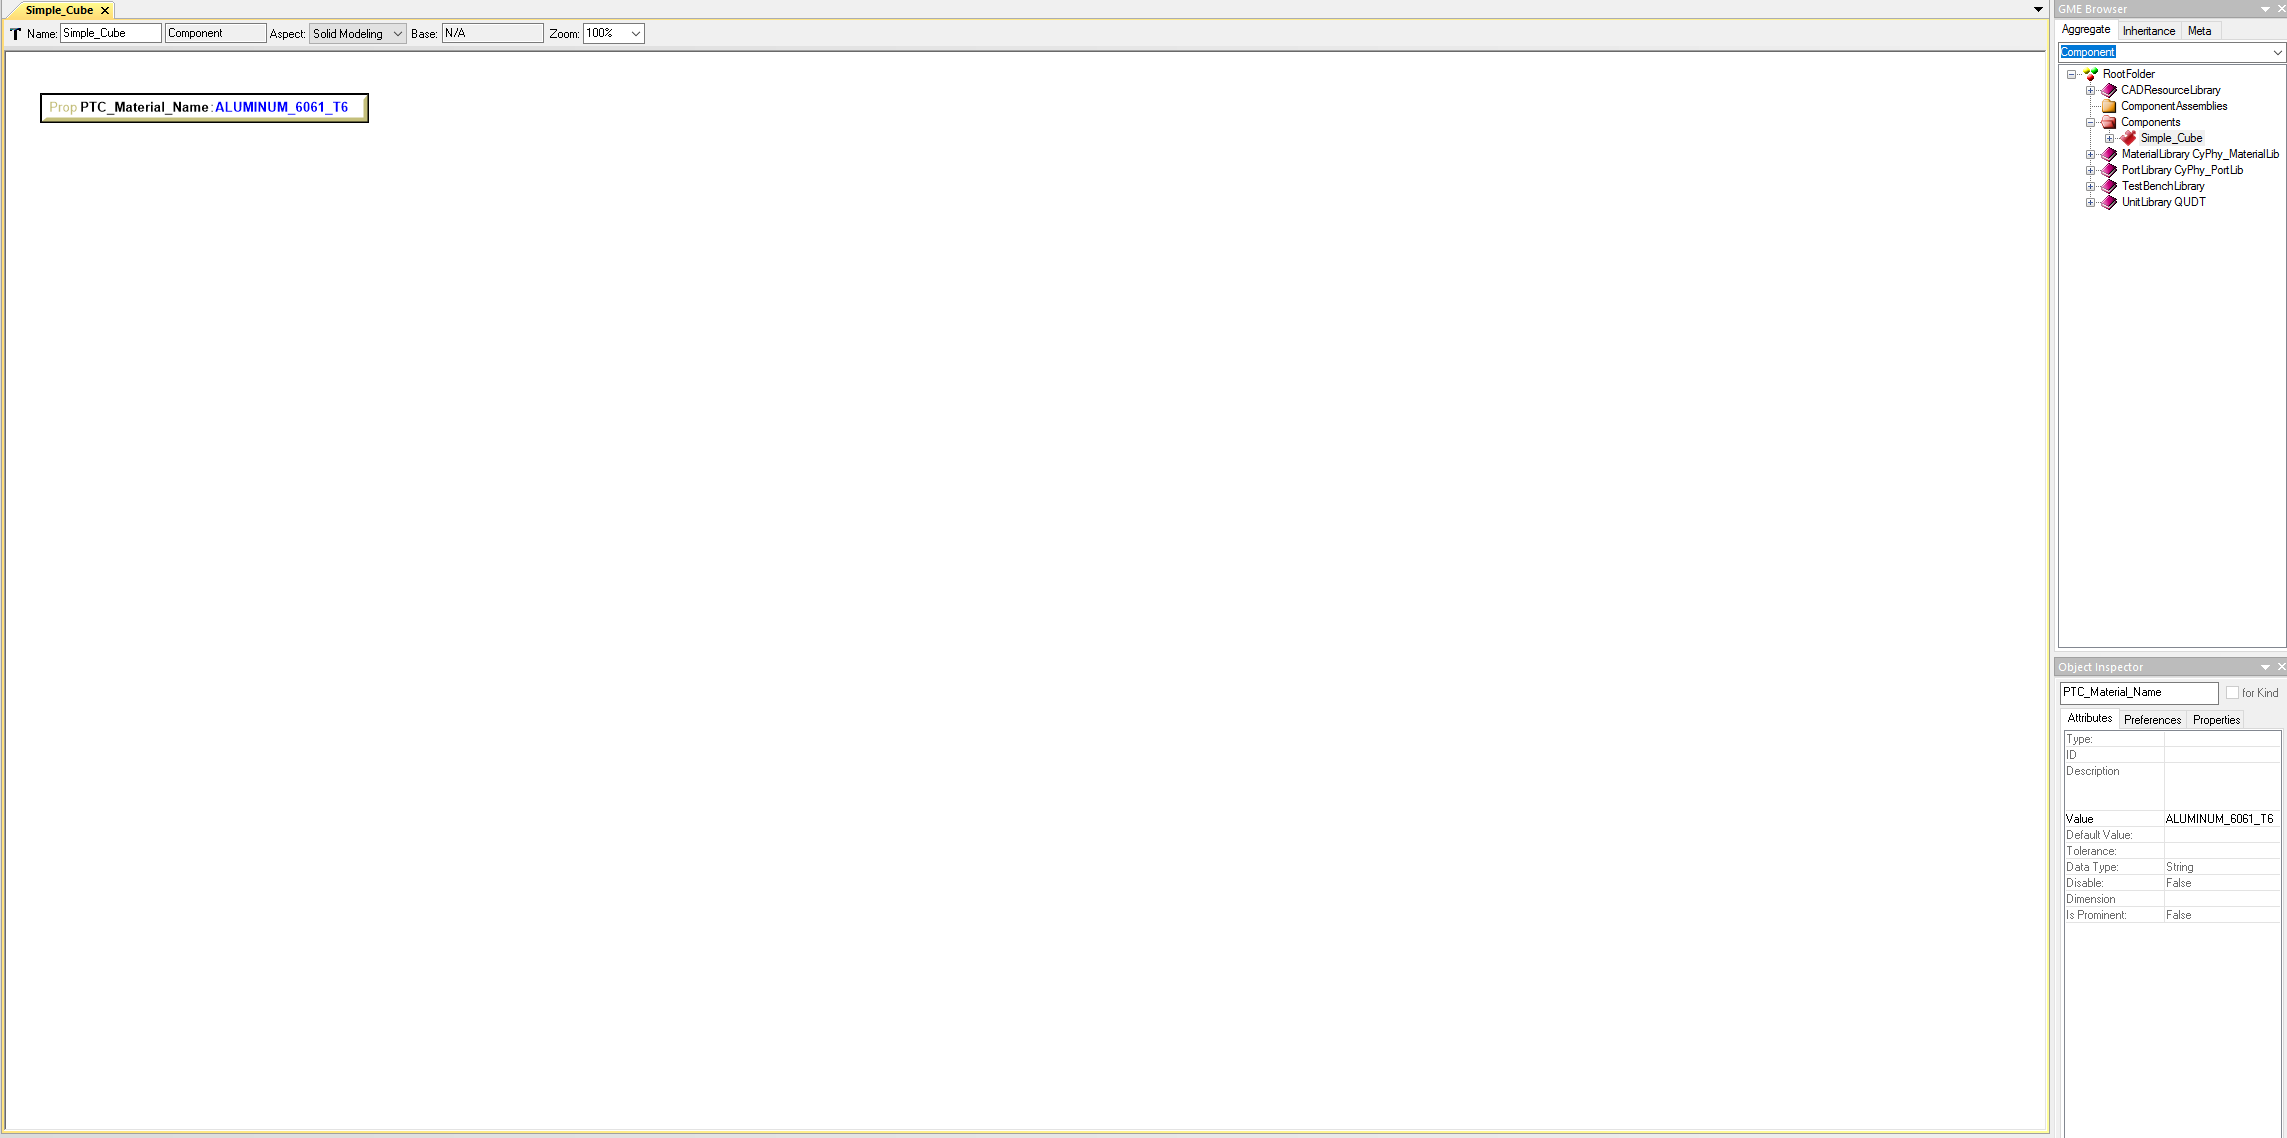 Simple_Cube
Name: Simple_Cube Component Aspect: Solid Modeling Base: N/A Zoom: 100%
Prop PTC_Material_Name:ALUMINUM_6061_T6
GME Browser
Aggregate Inheritance Meta
Component
RootFolder
CADResourceLibrary
ComponentAssemblies
Components
Simple_Cube
MaterialLibrary CyPhy_MaterialLib
PortLibrary CyPhy_PortLib
TestBenchLibrary
UnitLibrary QUDT
Object Inspector
PTC_Material_Name for Kind
Attributes Preferences Properties
Type:
ID
Description
Value ALUMINUM_6061_T6
Default Value:
Tolerance:
Data Type: String
Disable: False
Dimension
Is Prominent: False